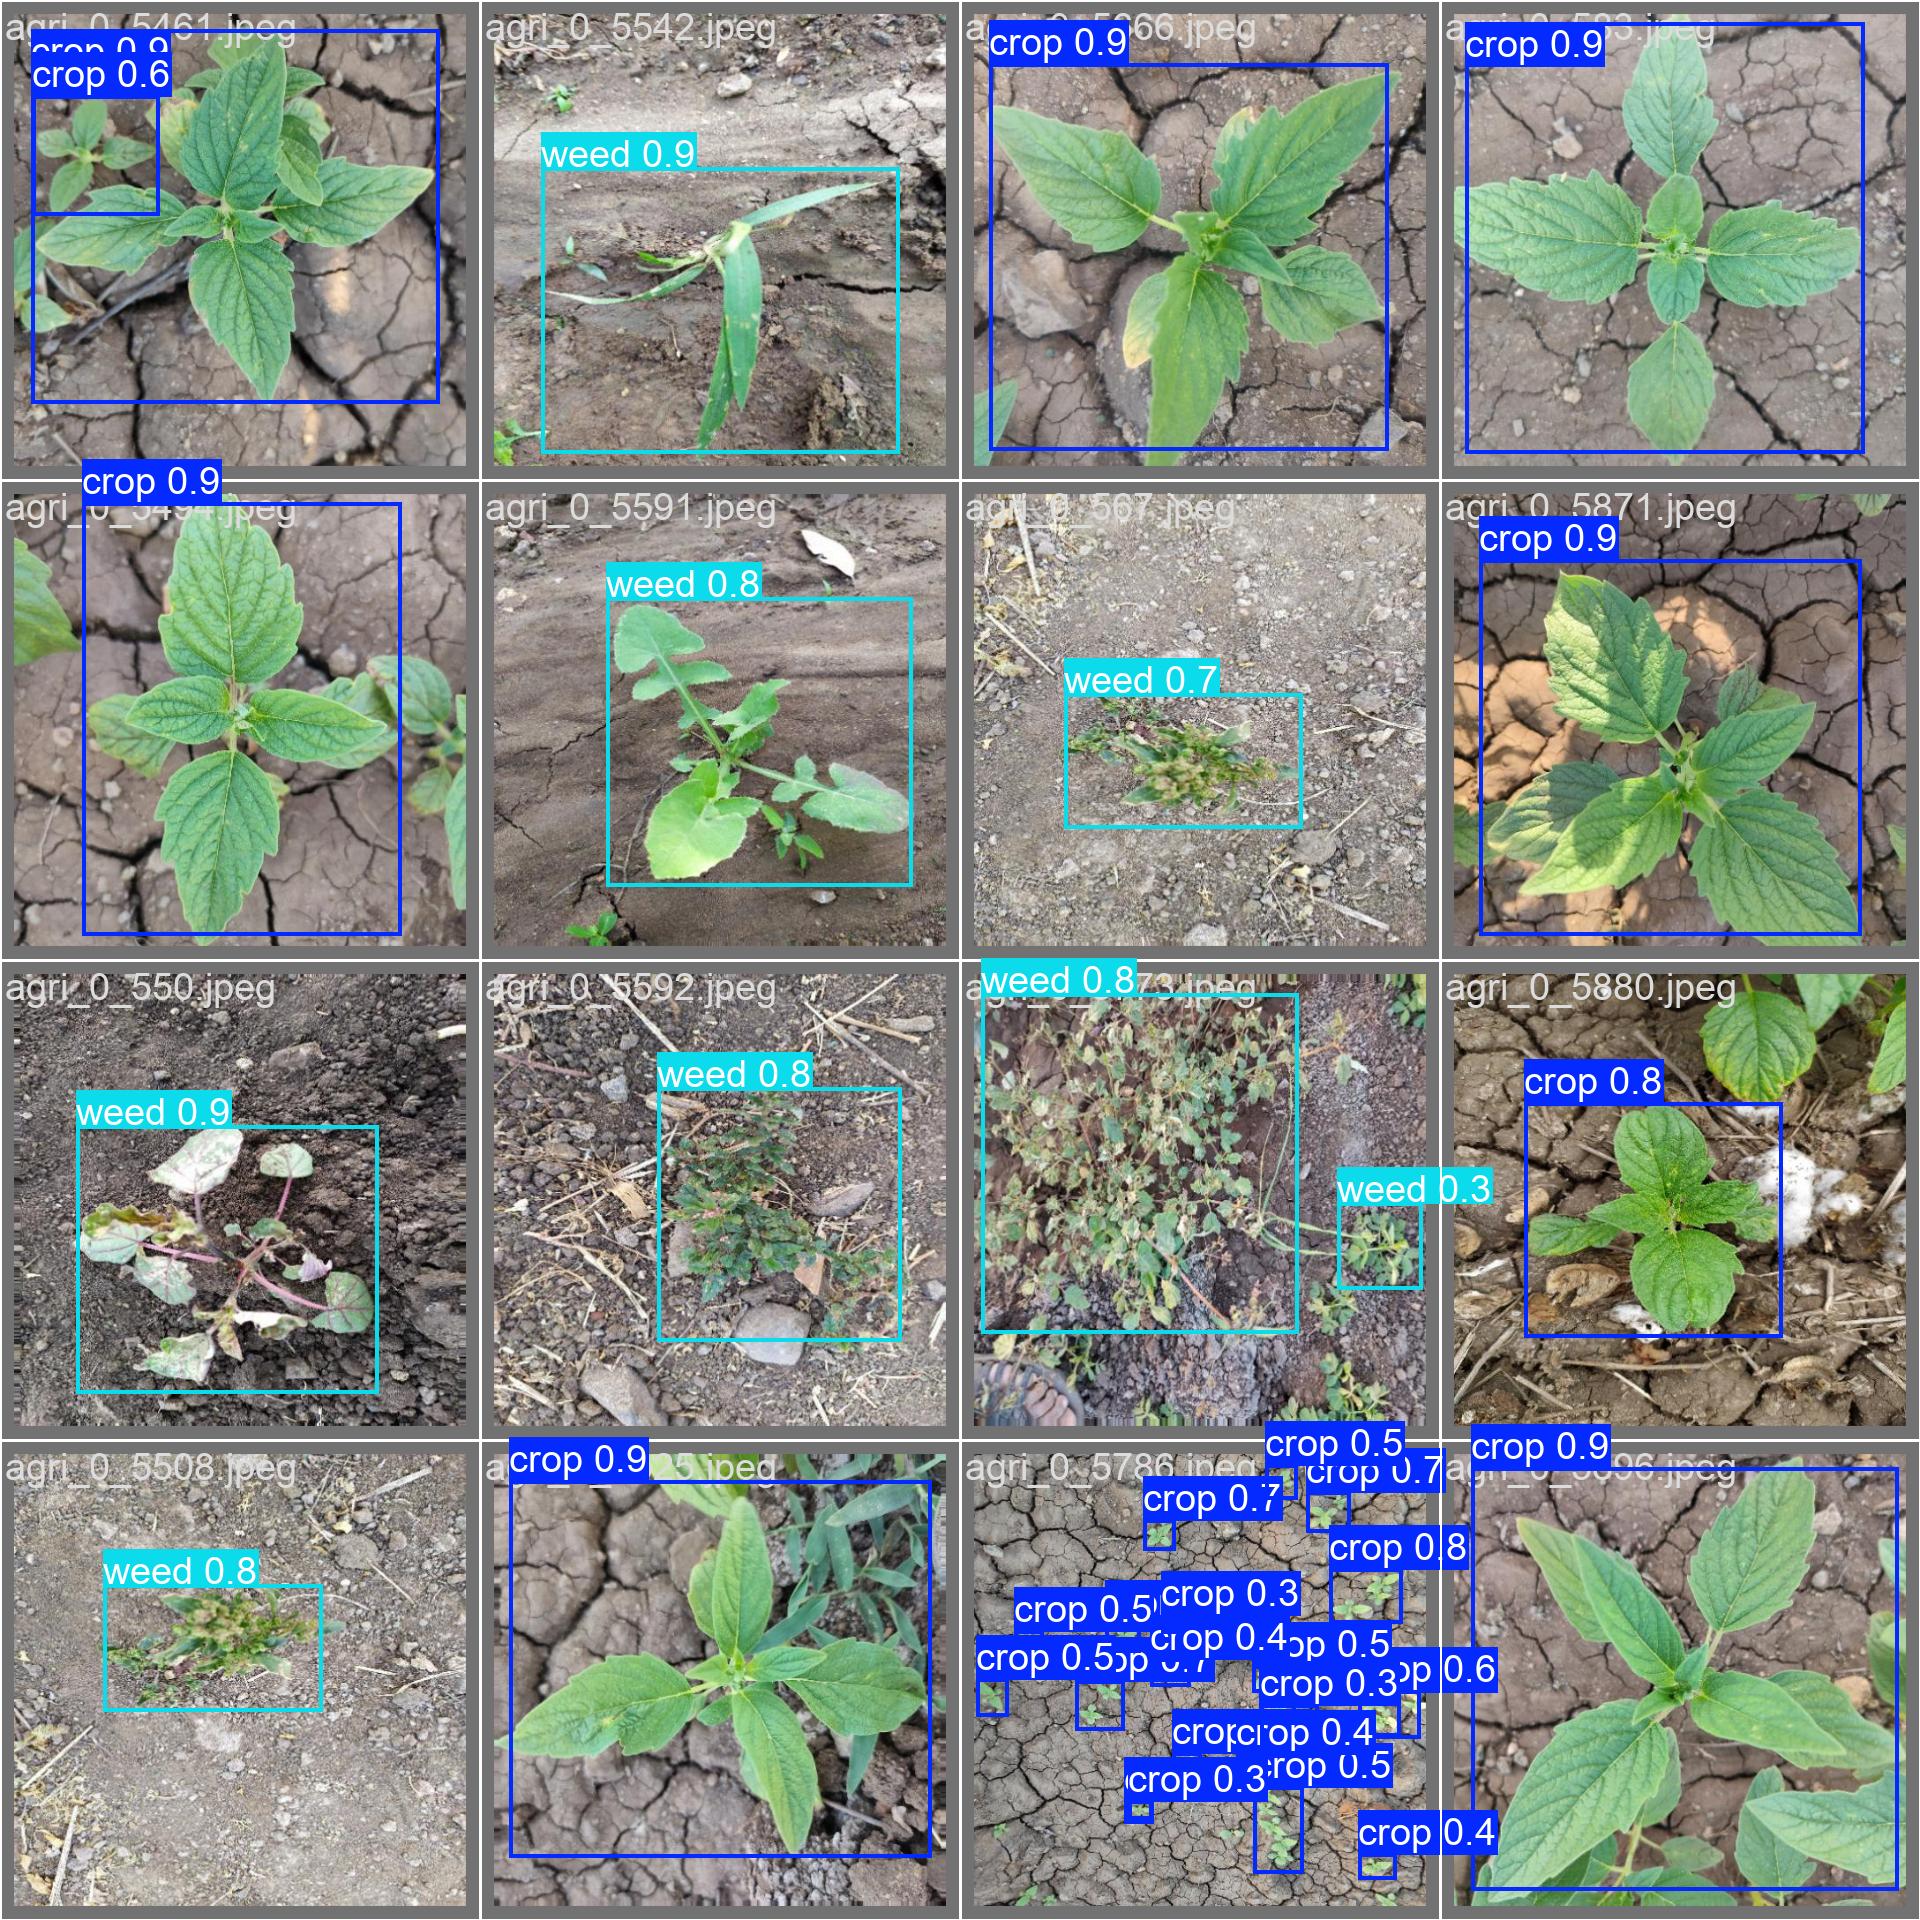 crop 0.9
crop 0.6
agri_0_5542.jpeg
weed 0.9
crop 0.9
crop 0.9
crop 0.9
agri_0_5591.jpeg
weed 0.8
agri_0_567.jpeg
weed 0.7
agri_0_5871.jpeg
crop 0.9
agri_0_550.jpeg
weed 0.9
agri_0_5592.jpeg
weed 0.8
weed 0.8
weed 0.3
agri_0_5880.jpeg
crop 0.8
agri_0_5508.jpeg
weed 0.8
crop 0.9
agri_0_5786.jpeg
crop 0.5
crop 0.7
crop 0.7
crop 0.8
crop 0.3
crop 0.5
crop 0.4
crop 0.5
crop 0.3
crop 0.4
crop 0.3
crop 0.5
crop 0.4
crop 0.9